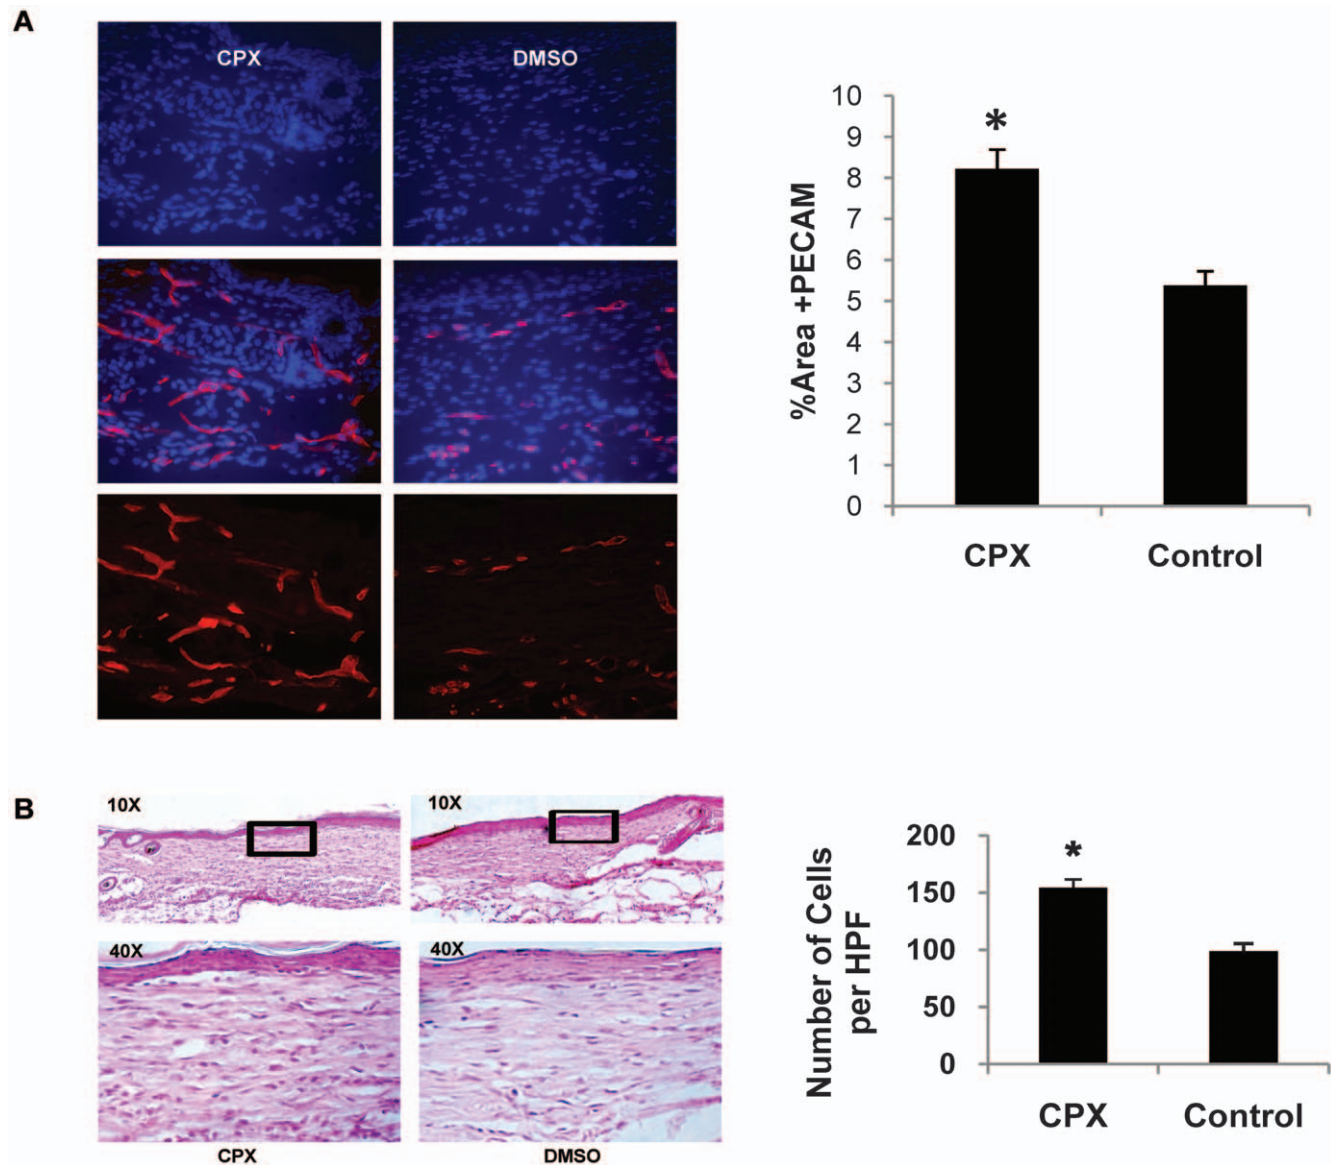 A
CPX
DMSO
10
9
8
7
6
5
4
3
2
1
0
%Area +PECAM
*
CPX
Control
B
10X
10X
40X
40X
CPX
DMSO
200
150
100
50
0
Number of Cells
per HPF
*
CPX
Control